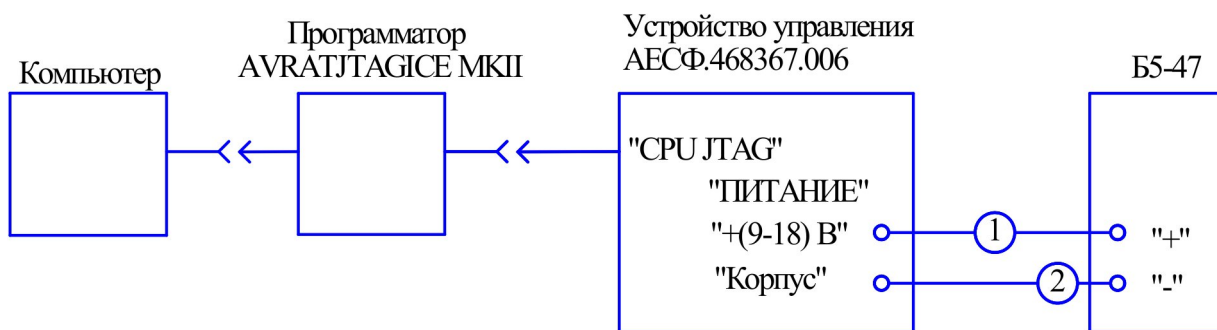 Компьютер
Программатор
AVRATJTAGICE MKII
Устройство управления
АЕСФ.468367.006
Б5-47
"CPU JTAG"
"ПИТАНИЕ"
"+(9-18) В"
1
"+"
"Корпус"
2
"-"